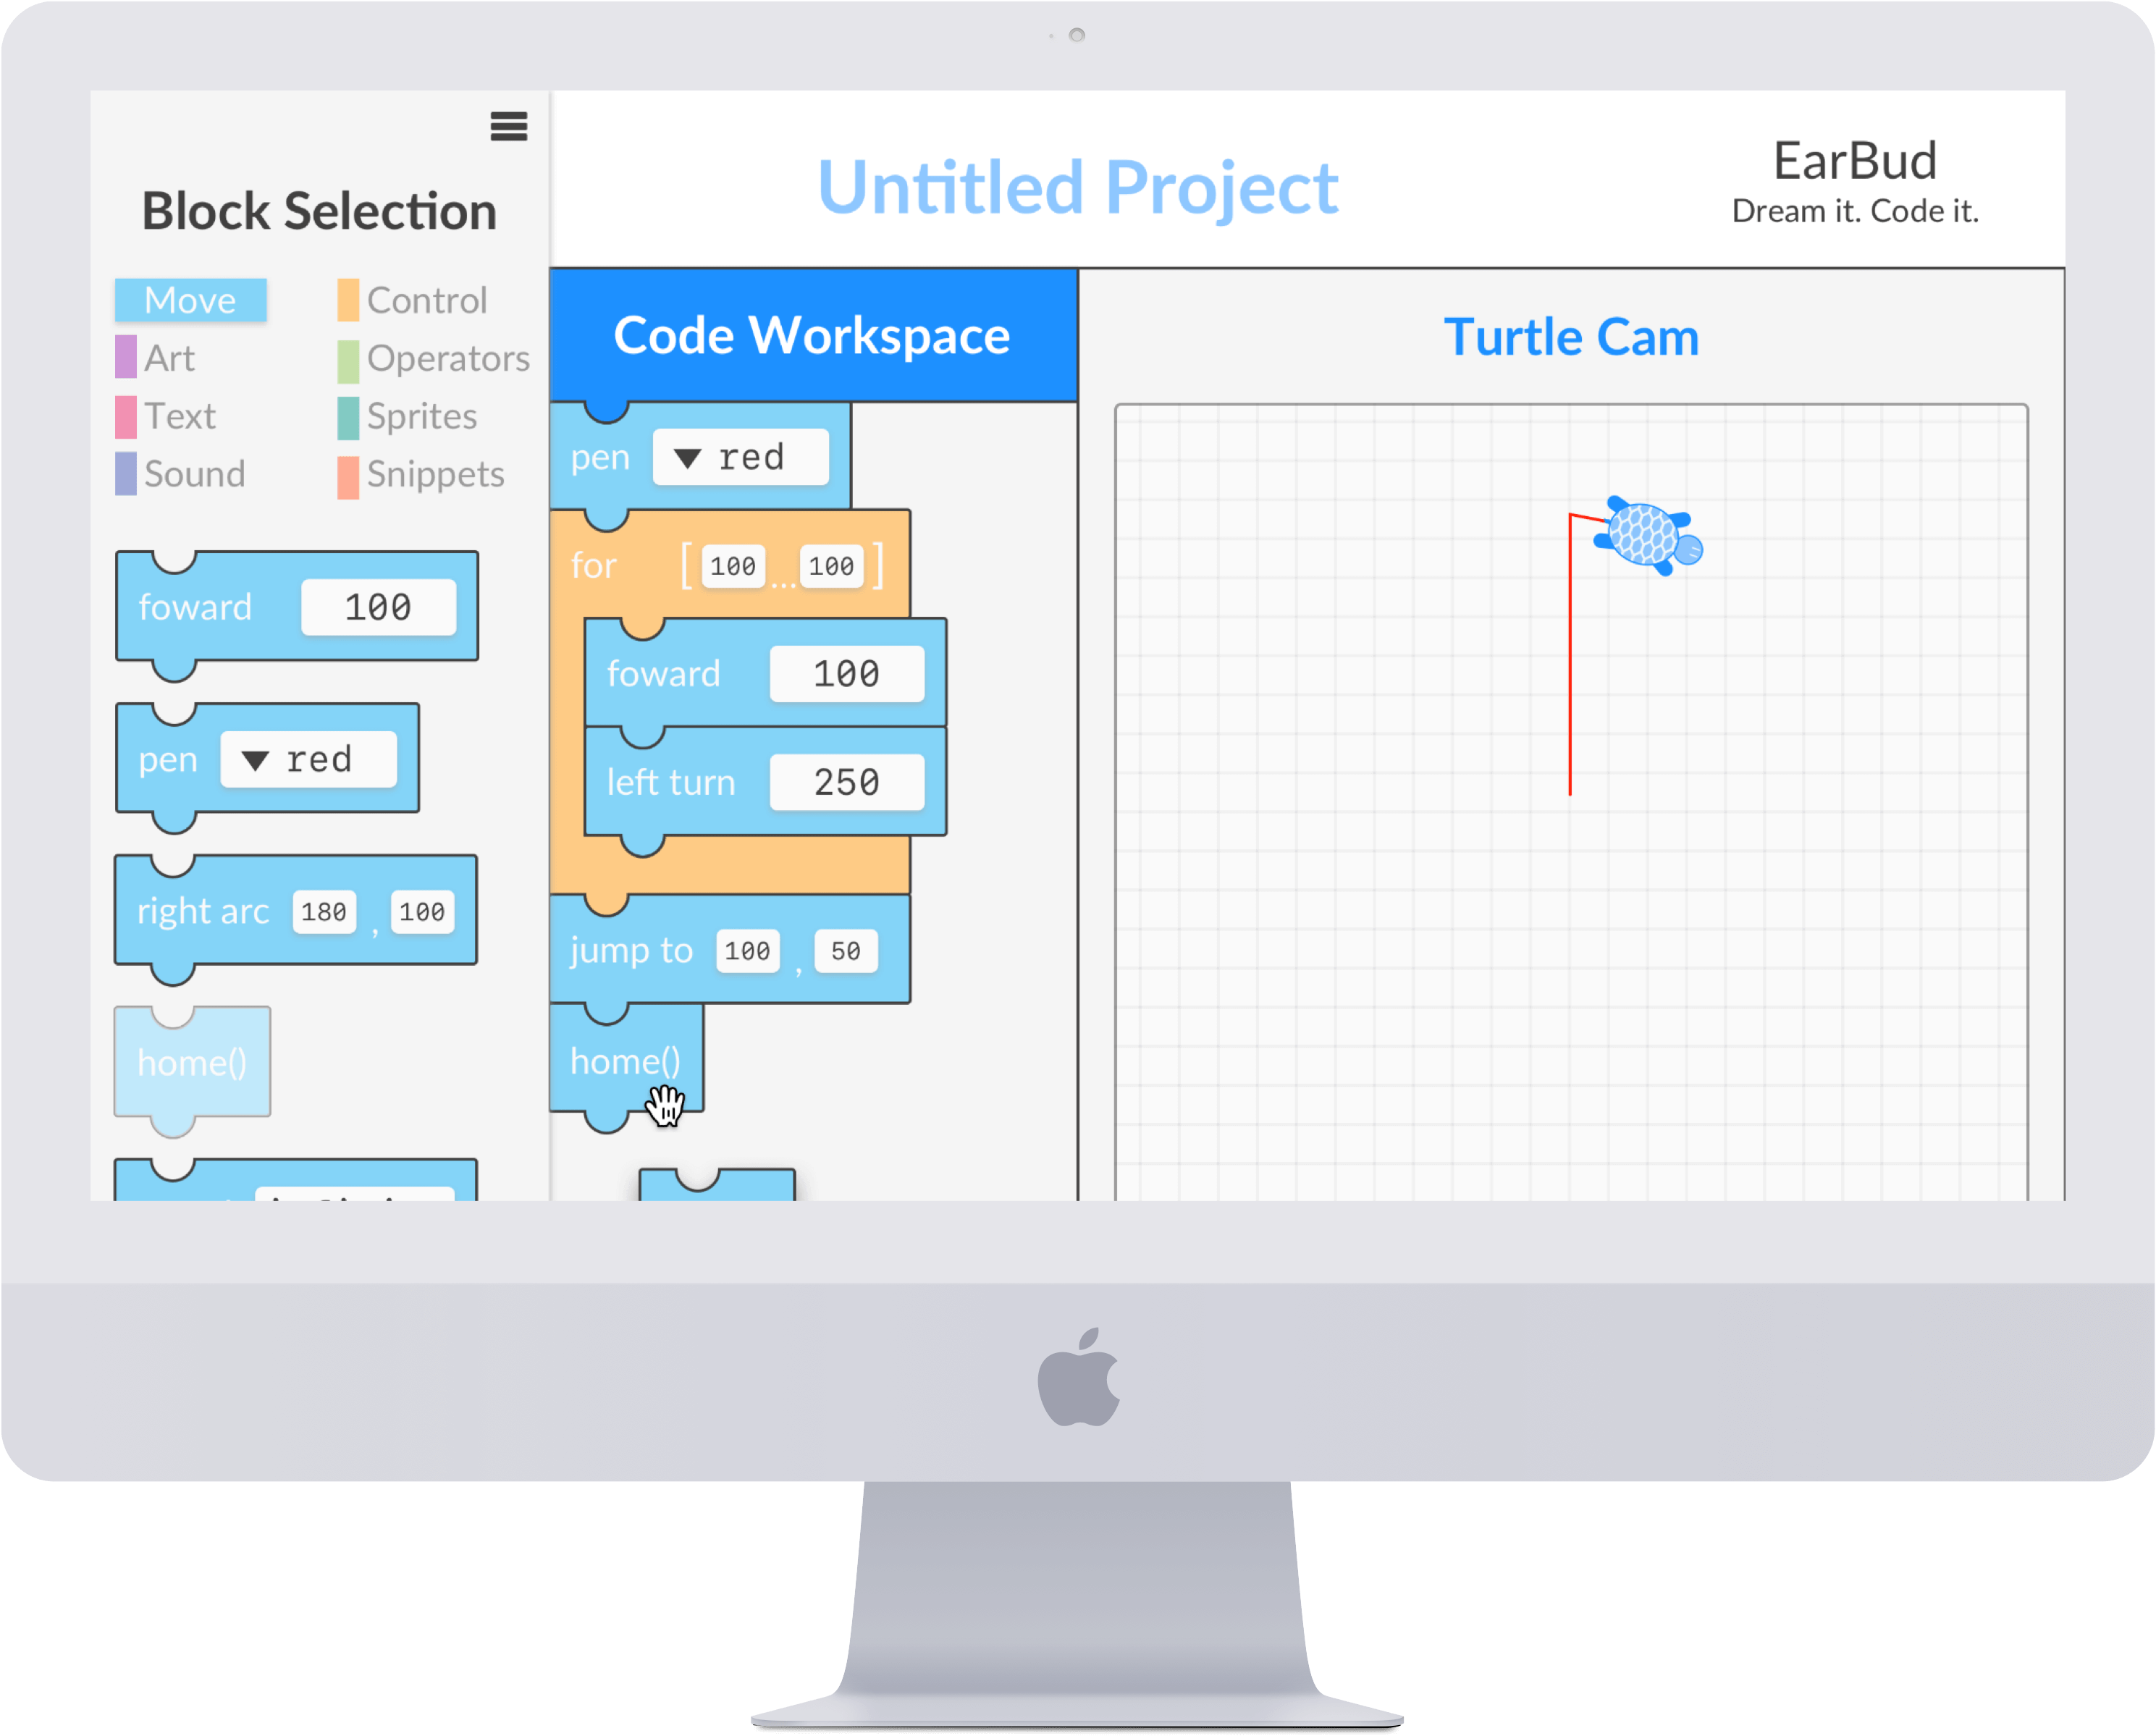 Untitled Project
EarBud
Dream it. Code it.
Block Selection
Move
Control
Art
Operators
Text
Sprites
Sound
Snippets
foward 100
pen red
right arc 180 , 100
home()
Code Workspace
pen red
for [ 100 ... 100 ]
foward 100
left turn 250
jump to 100 , 50
home()
Turtle Cam